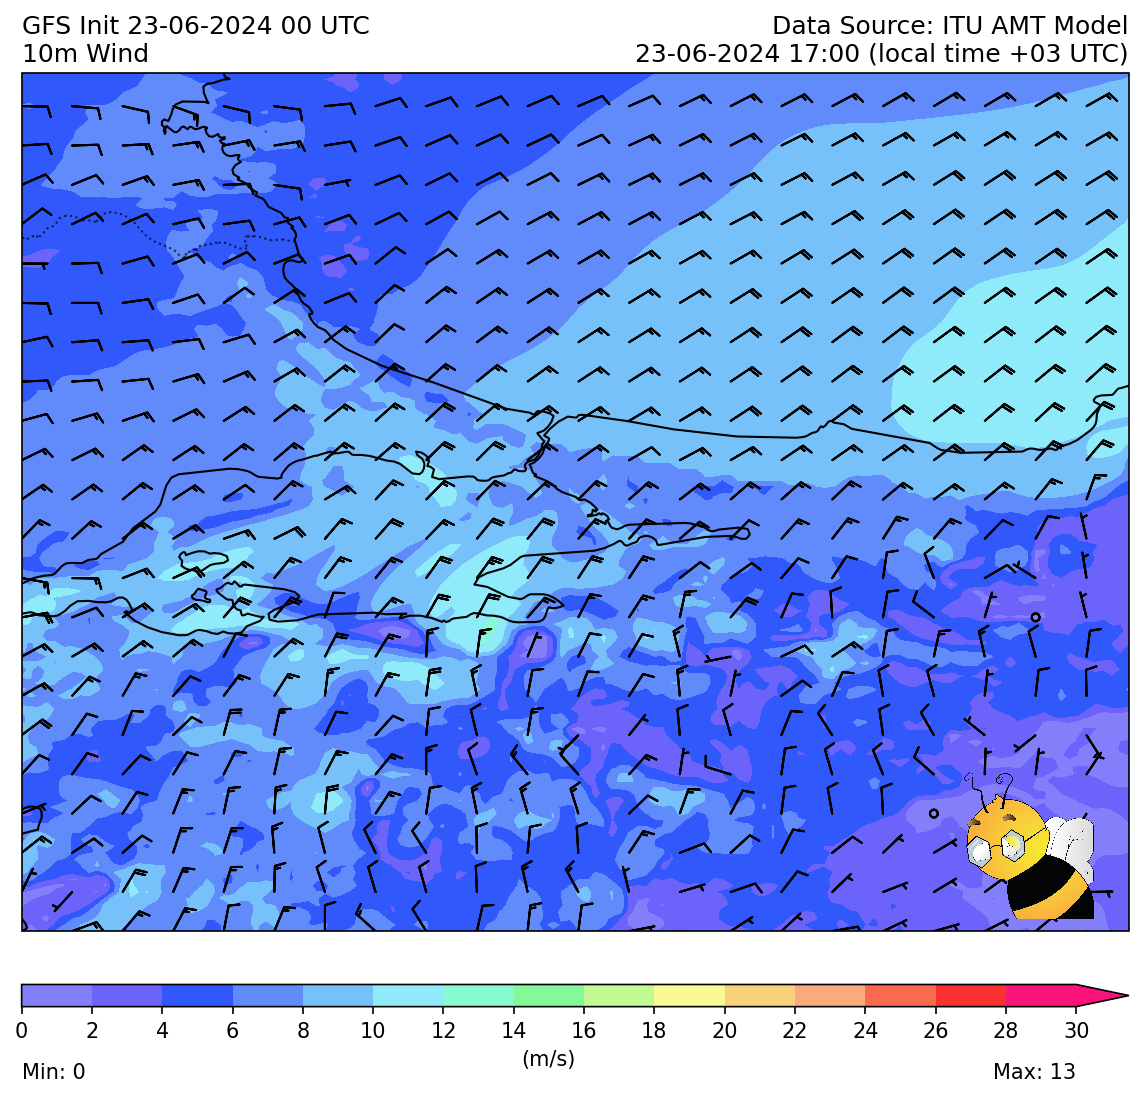 GFS Init 23-06-2024 00 UTC
Data Source: ITU AMT Model
10m Wind
23-06-2024 17:00 (local time +03 UTC)
0 2 4 6 8 10 12 14 16 18 20 22 24 26 28 30
(m/s)
Min: 0
Max: 13